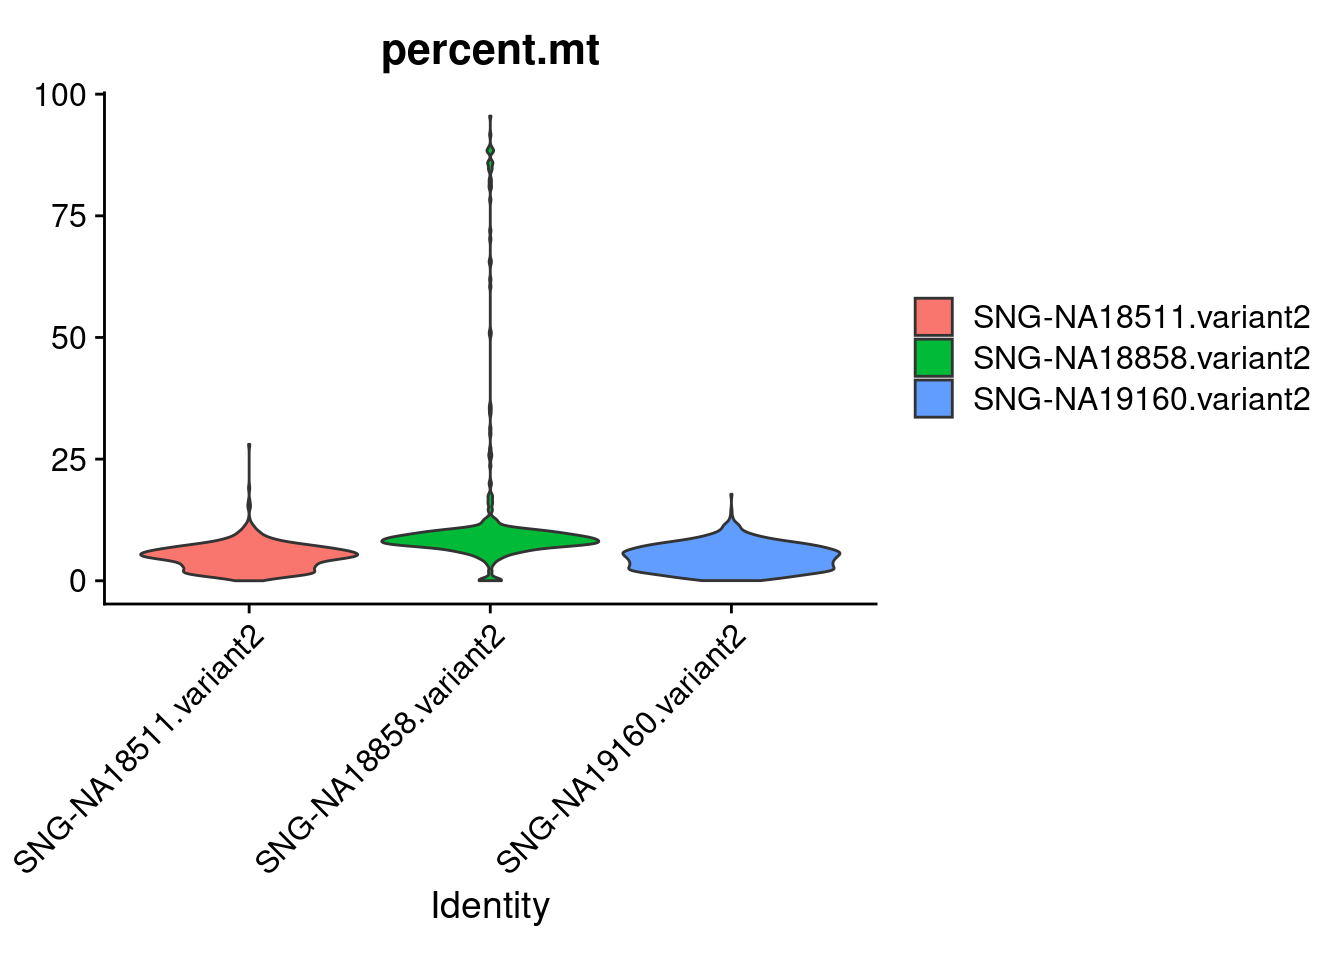 percent.mt
100
75
50
25
0
SNG-NA18511.variant2
SNG-NA18858.variant2
SNG-NA19160.variant2
Identity
SNG-NA18511.variant2
SNG-NA18858.variant2
SNG-NA19160.variant2